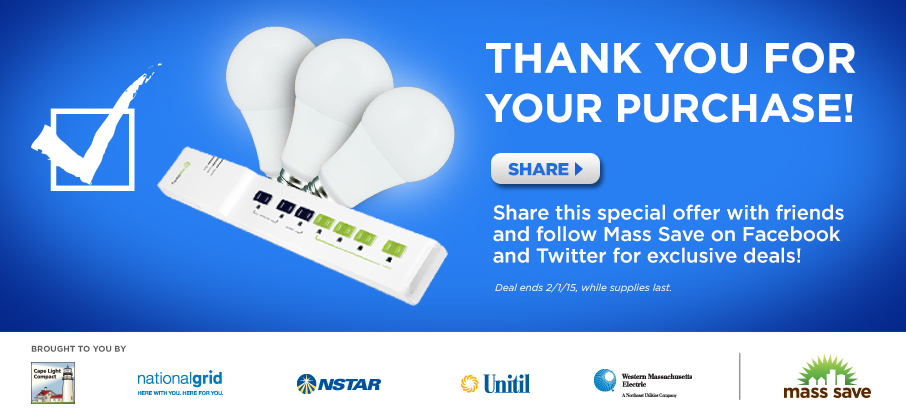 THANK YOU FOR
YOUR PURCHASE!
SHARE
Share this special offer with friends
and follow Mass Save on Facebook
and Twitter for exclusive deals!
Deal ends 2/1/15, while supplies last.
BROUGHT TO YOU BY
Cape Light
Compact
nationalgrid
HERE WITH YOU. HERE FOR YOU.
NSTAR
Unitil
Western Massachusetts
Electric
A Northeast Utilities Company
mass save